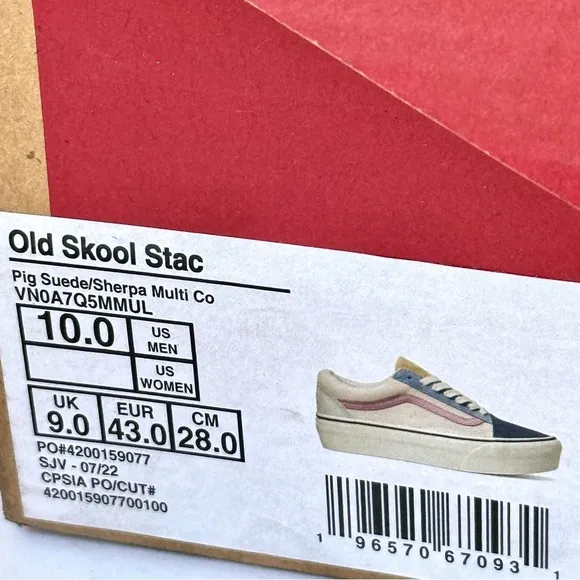 Old Skool Stac
Pig Suede/Sherpa Multi Co
VN0A7Q5MMUL
10.0 US MEN
US WOMEN
UK EUR CM
9.0 43.0 28.0
PO#4200159077
SJV - 07/22
CPSIA PO/CUT#
420015907700100
1 96570 67093 1